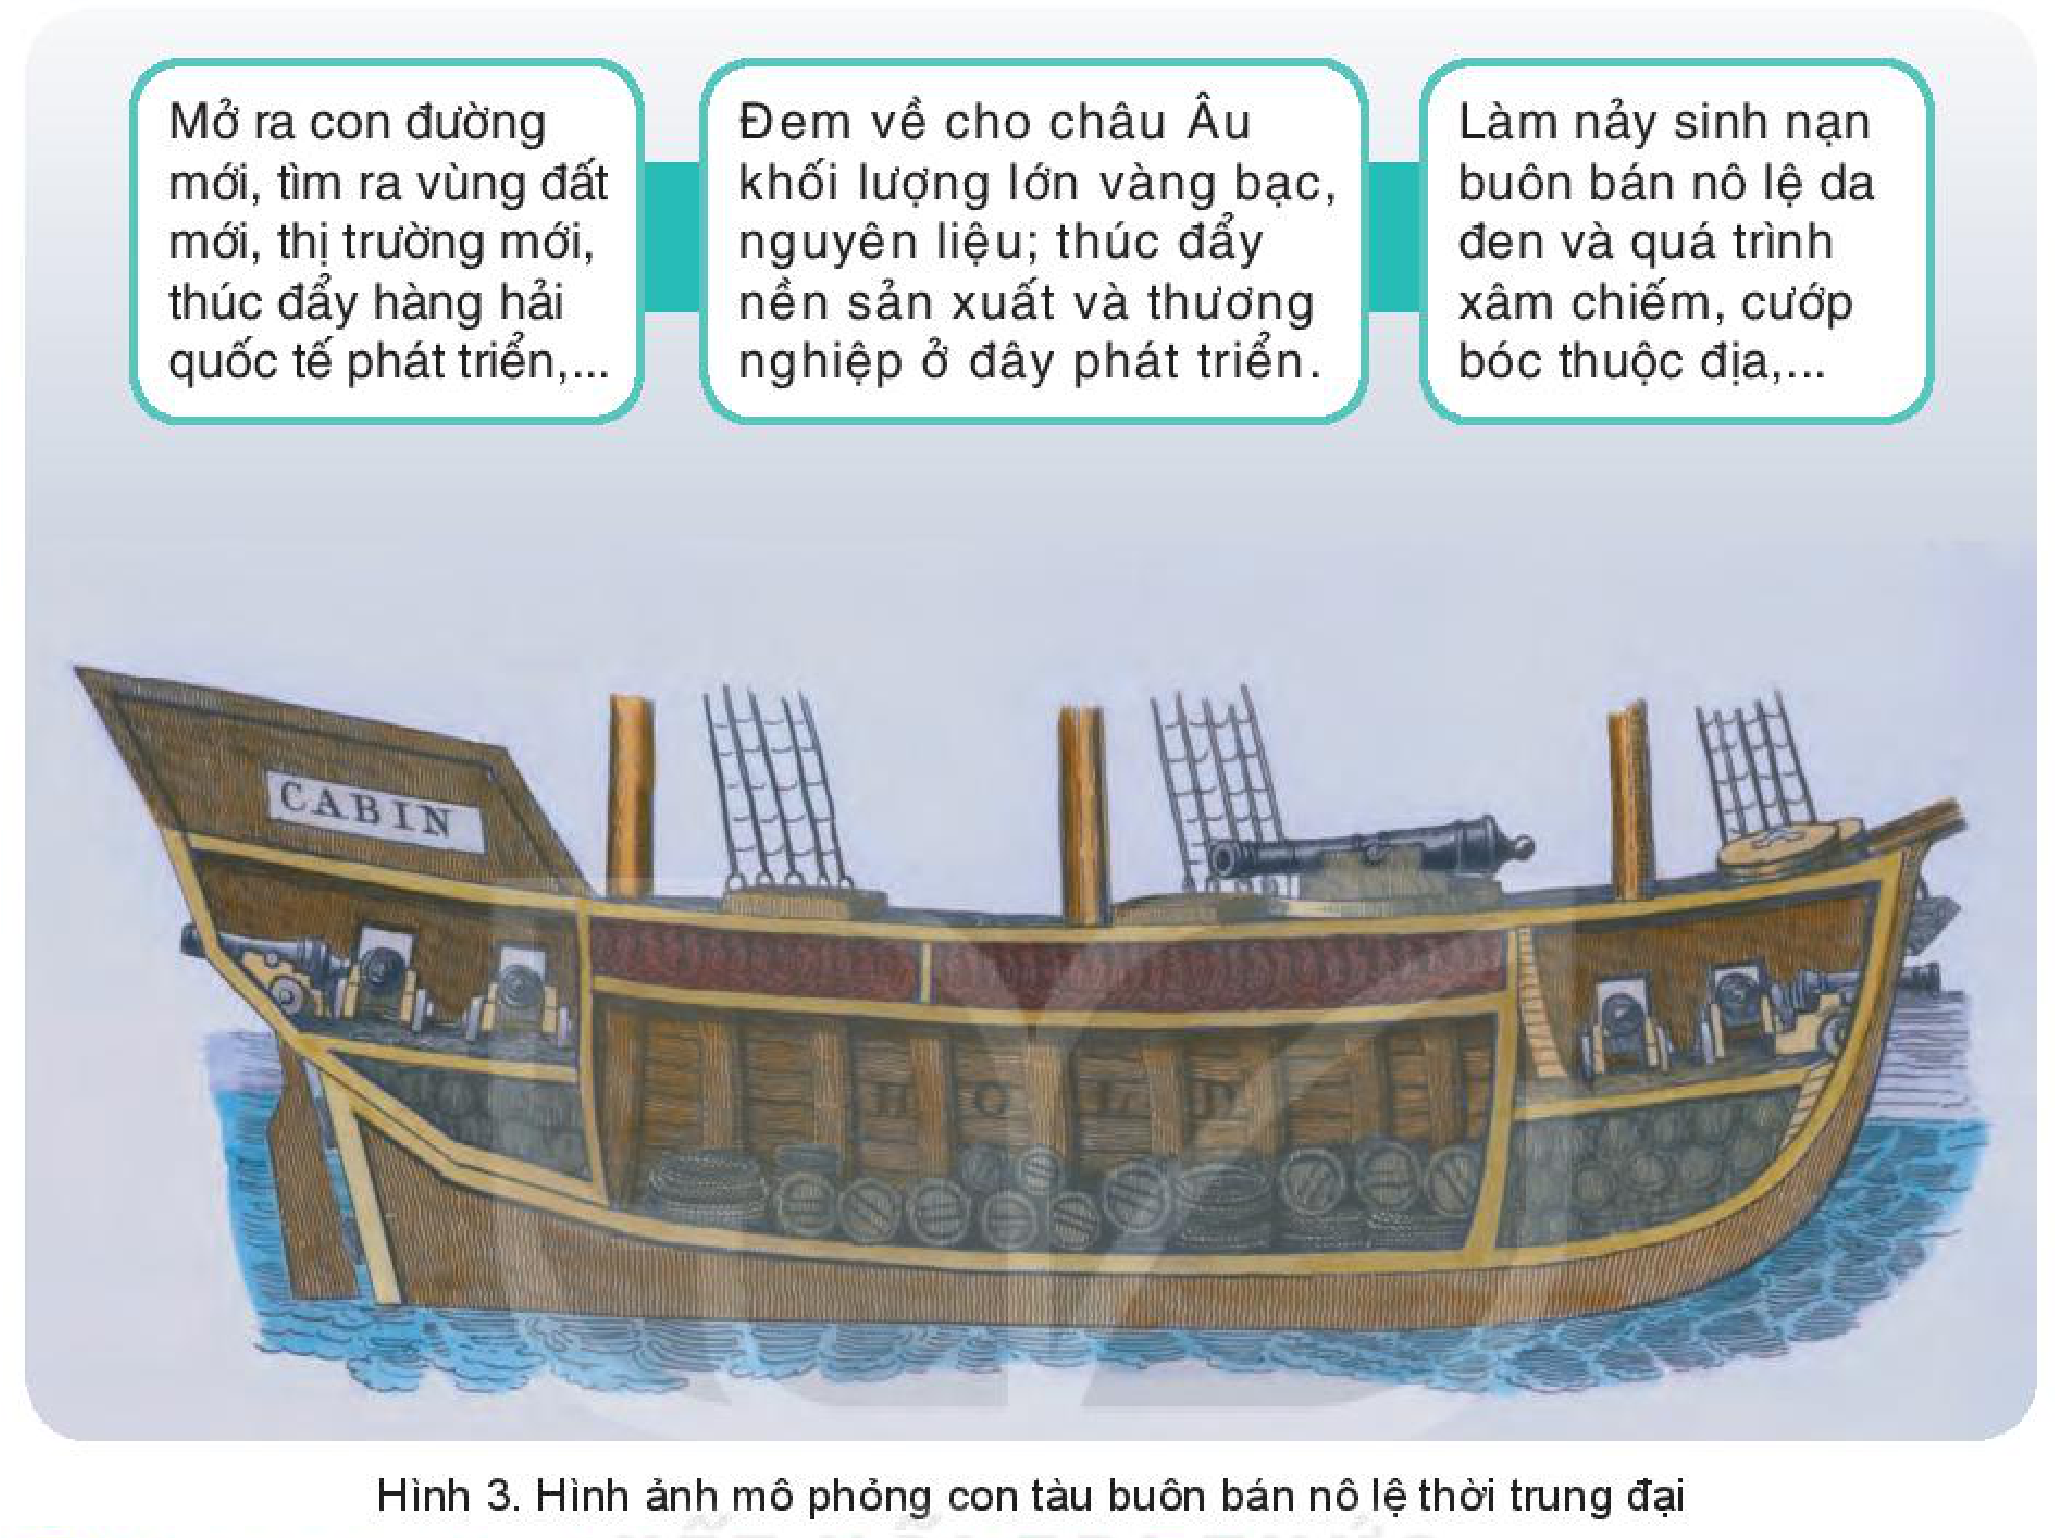 Mở ra con đường
mới, tìm ra vùng đất
mới, thị trường mới,
thúc đẩy hàng hải
quốc tế phát triển,...
Đem về cho châu Âu
khối lượng lớn vàng bạc,
nguyên liệu; thúc đẩy
nền sản xuất và thương
nghiệp ở đây phát triển.
Làm nảy sinh nạn
buôn bán nô lệ da
đen và quá trình
xâm chiếm, cướp
bóc thuộc địa,...
CABIN
HOLD
Hình 3. Hình ảnh mô phỏng con tàu buôn bán nô lệ thời trung đại